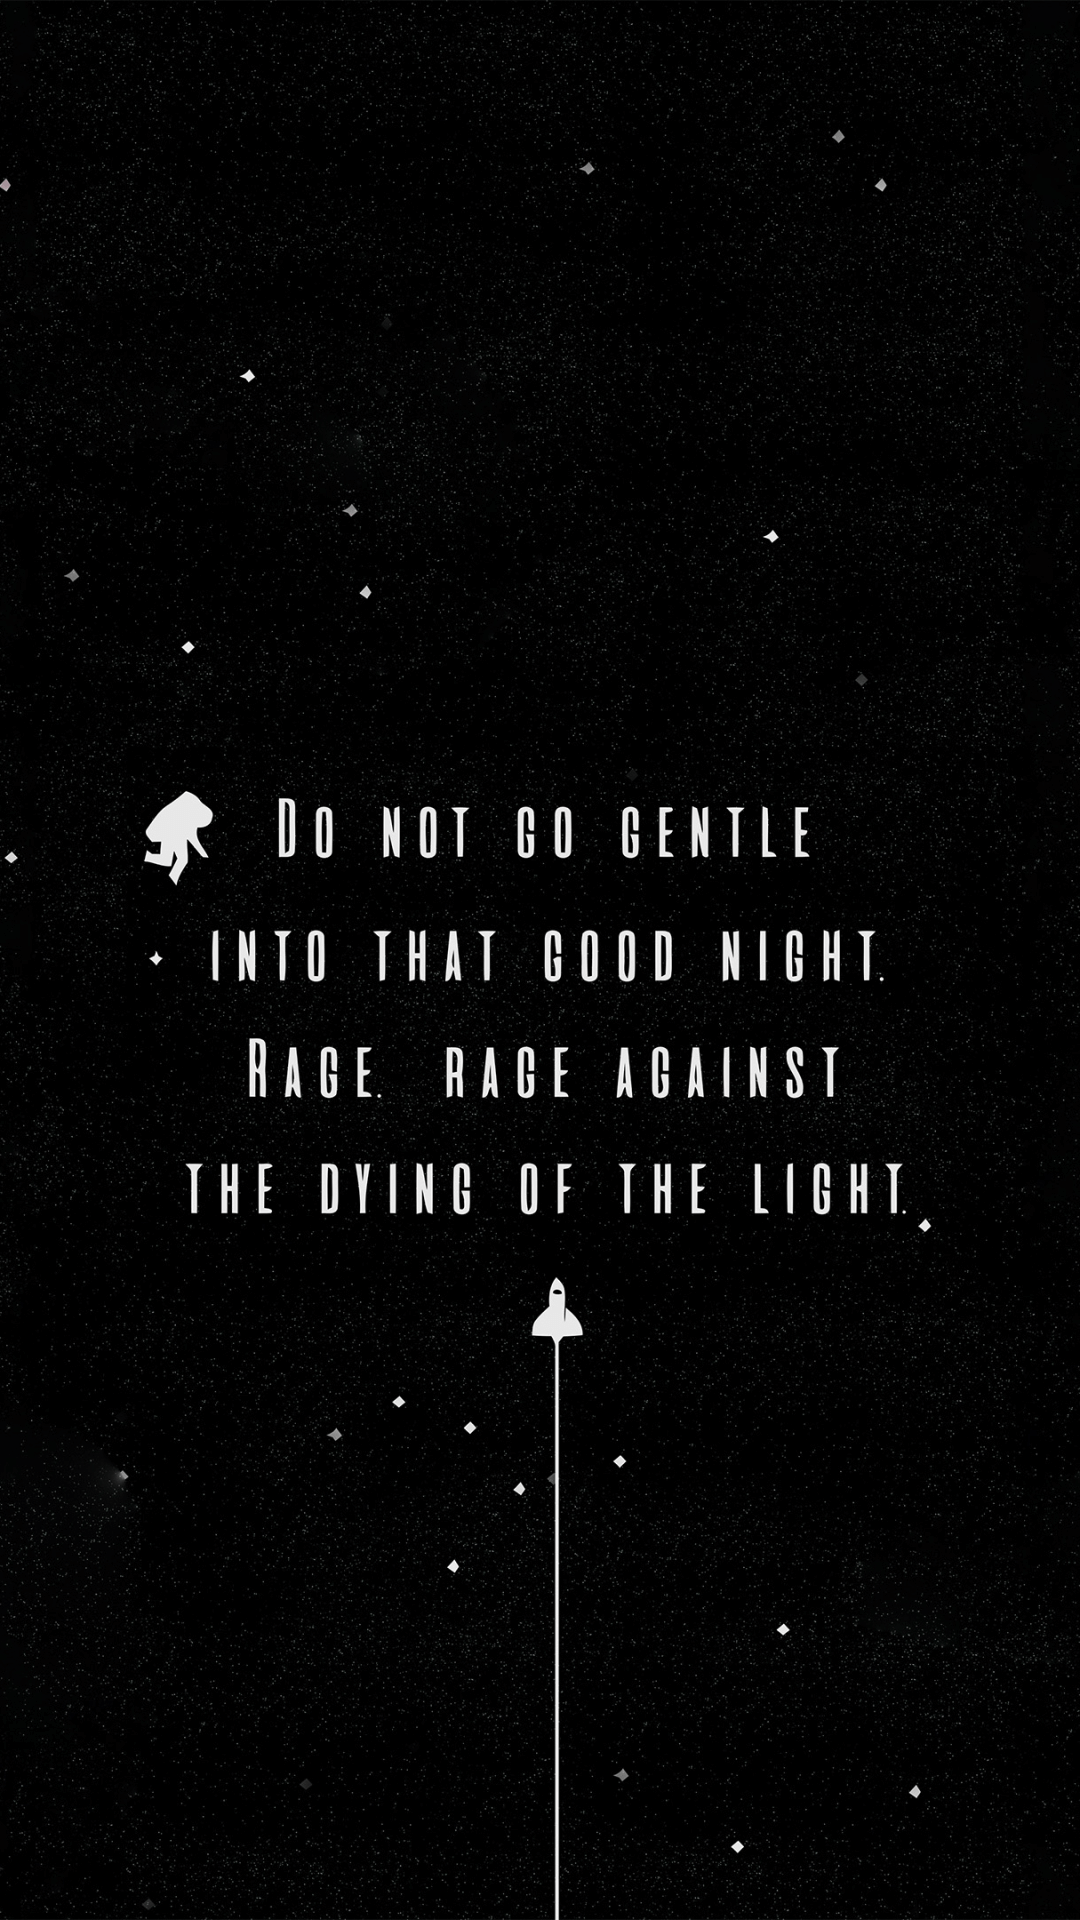 Do not go gentle
into that good night.
Rage. rage against
the dying of the light.